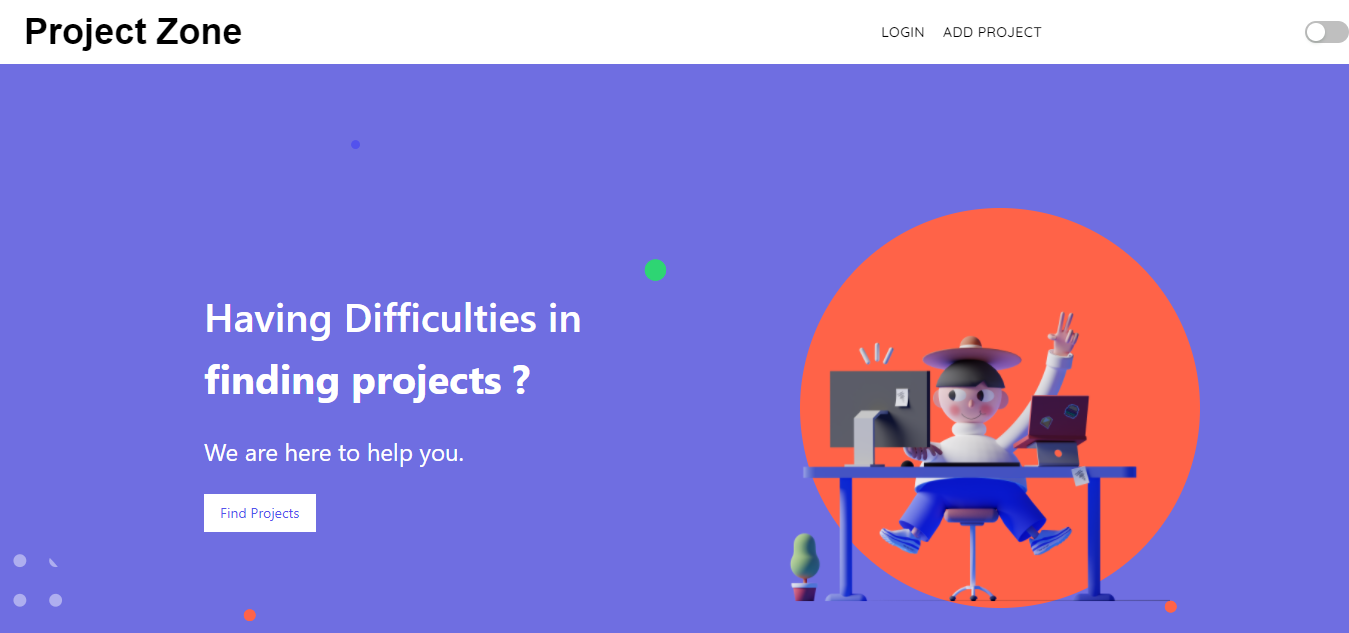 Project Zone
LOGIN ADD PROJECT
Having Difficulties in
finding projects ?
We are here to help you.
Find Projects